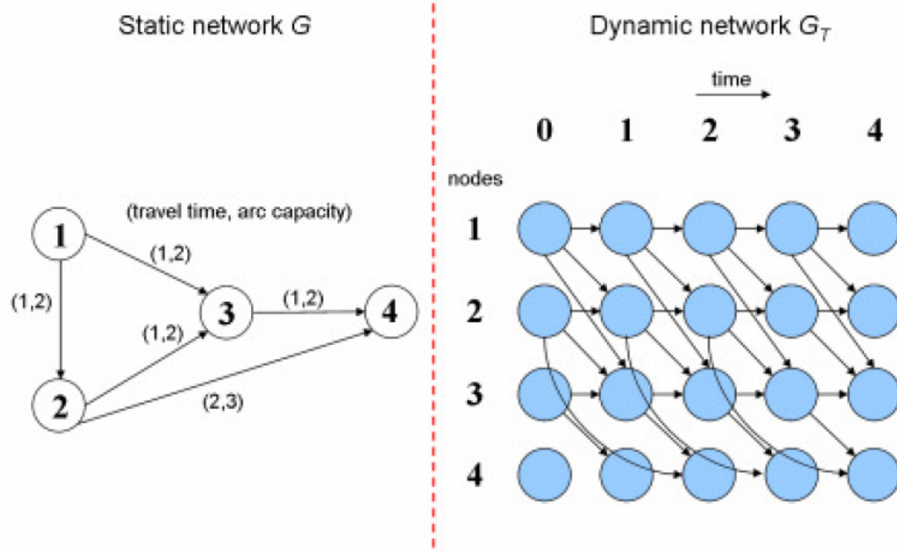 Static network G
(travel time, arc capacity)
1
(1,2)
(1,2)
3
(1,2)
4
(1,2)
2
(2,3)
Dynamic network G_T
time
0 1 2 3 4
nodes
1
2
3
4